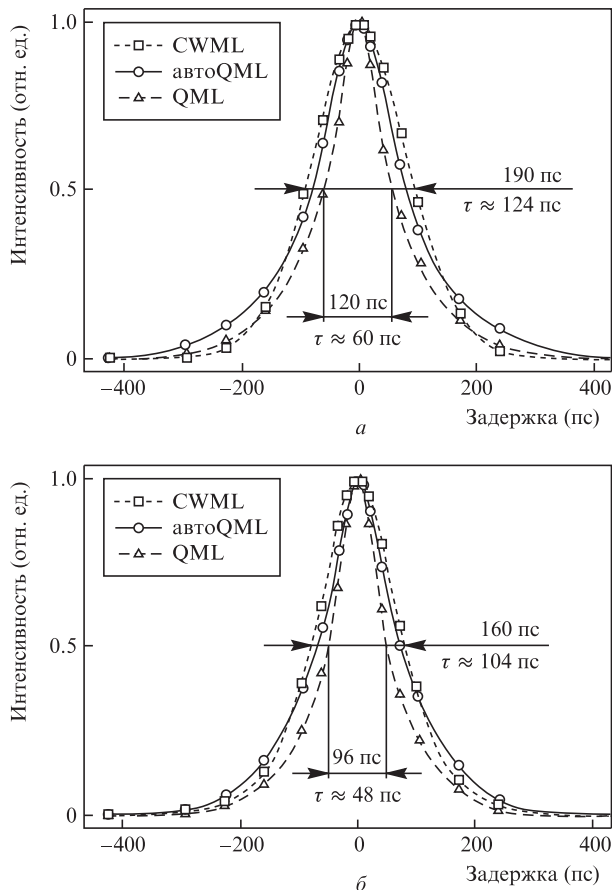 Интенсивность (отн. ед.)
1.0
0.5
0
CWML
автоQML
QML
190 пс
τ ≈ 124 пс
120 пс
τ ≈ 60 пс
−400
−200
0
200
400
Задержка (пс)
а
Интенсивность (отн. ед.)
1.0
0.5
0
CWML
автоQML
QML
160 пс
τ ≈ 104 пс
96 пс
τ ≈ 48 пс
−400
−200
0
200
400
Задержка (пс)
б